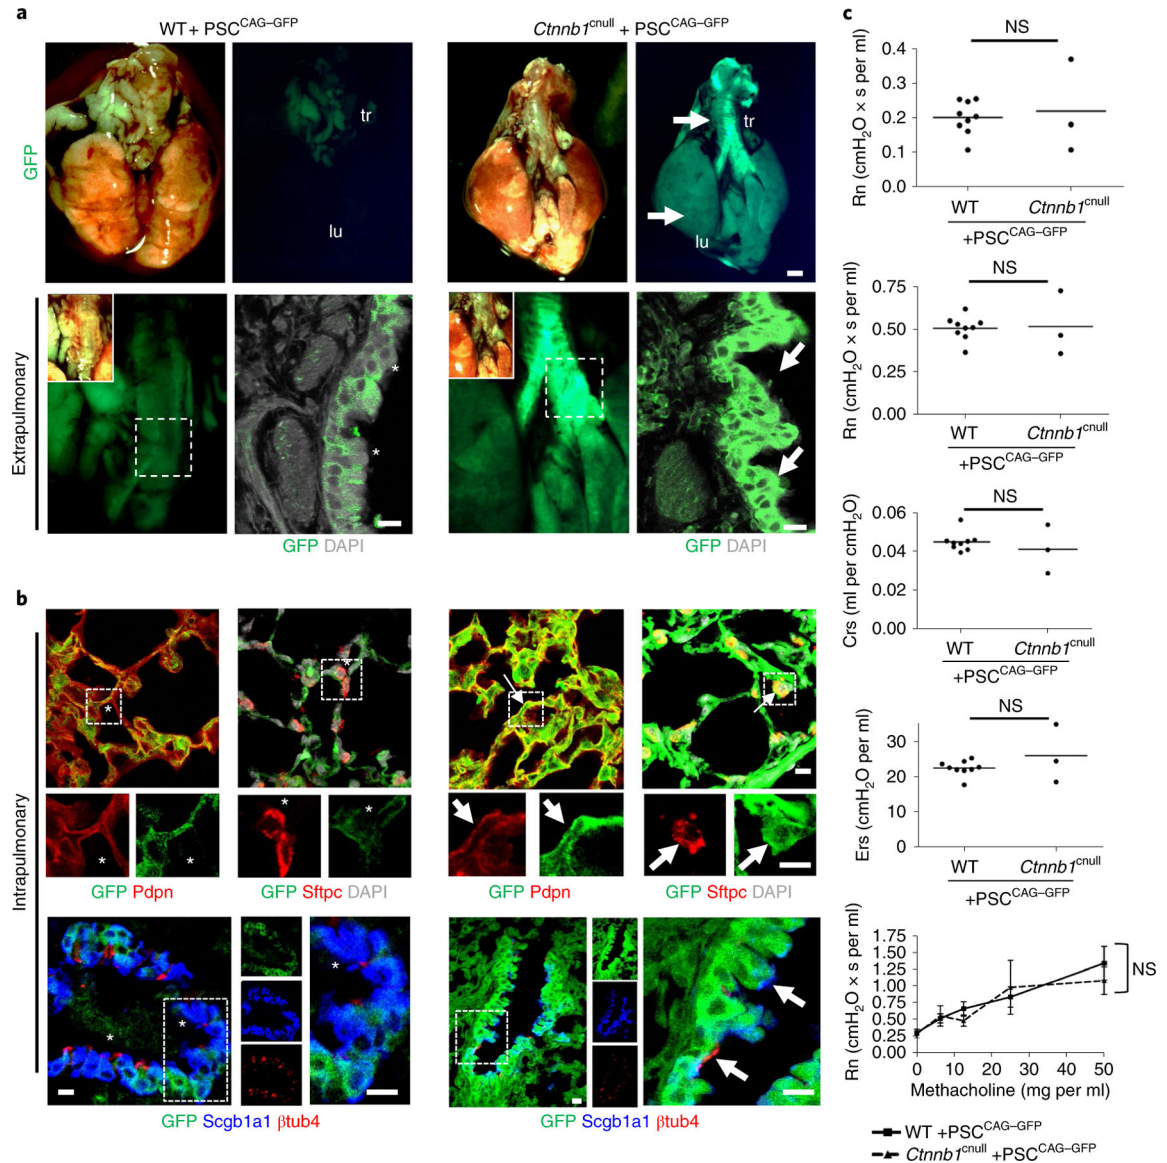 a
WT + PSC^CAG–GFP
Ctnnb1^cnull + PSC^CAG–GFP
GFP
tr
lu
tr
lu
Extrapulmonary
*
*
GFP DAPI
GFP DAPI
b
Intrapulmonary
*
*
*
*
*
GFP Pdpn
GFP Sftpc DAPI
GFP Pdpn
GFP Sftpc DAPI
*
*
*
GFP Scgb1a1 βtub4
GFP Scgb1a1 βtub4
c
NS
Rn (cmH₂O × s per ml)
0.4
0.3
0.2
0.1
0.0
WT
Ctnnb1^cnull
+PSC^CAG–GFP
NS
Rn (cmH₂O × s per ml)
0.75
0.50
0.25
0.00
WT
Ctnnb1^cnull
+PSC^CAG–GFP
NS
Crs (ml per cmH₂O)
0.06
0.04
0.02
0.00
WT
Ctnnb1^cnull
+PSC^CAG–GFP
NS
Ers (cmH₂O per ml)
30
20
10
0
WT
Ctnnb1^cnull
+PSC^CAG–GFP
Rn (cmH₂O × s per ml)
1.75
1.50
1.25
1.00
0.75
0.50
0.25
0.00
NS
0 10 20 30 40 50
Methacholine (mg per ml)
WT +PSC^CAG–GFP
Ctnnb1^cnull +PSC^CAG–GFP